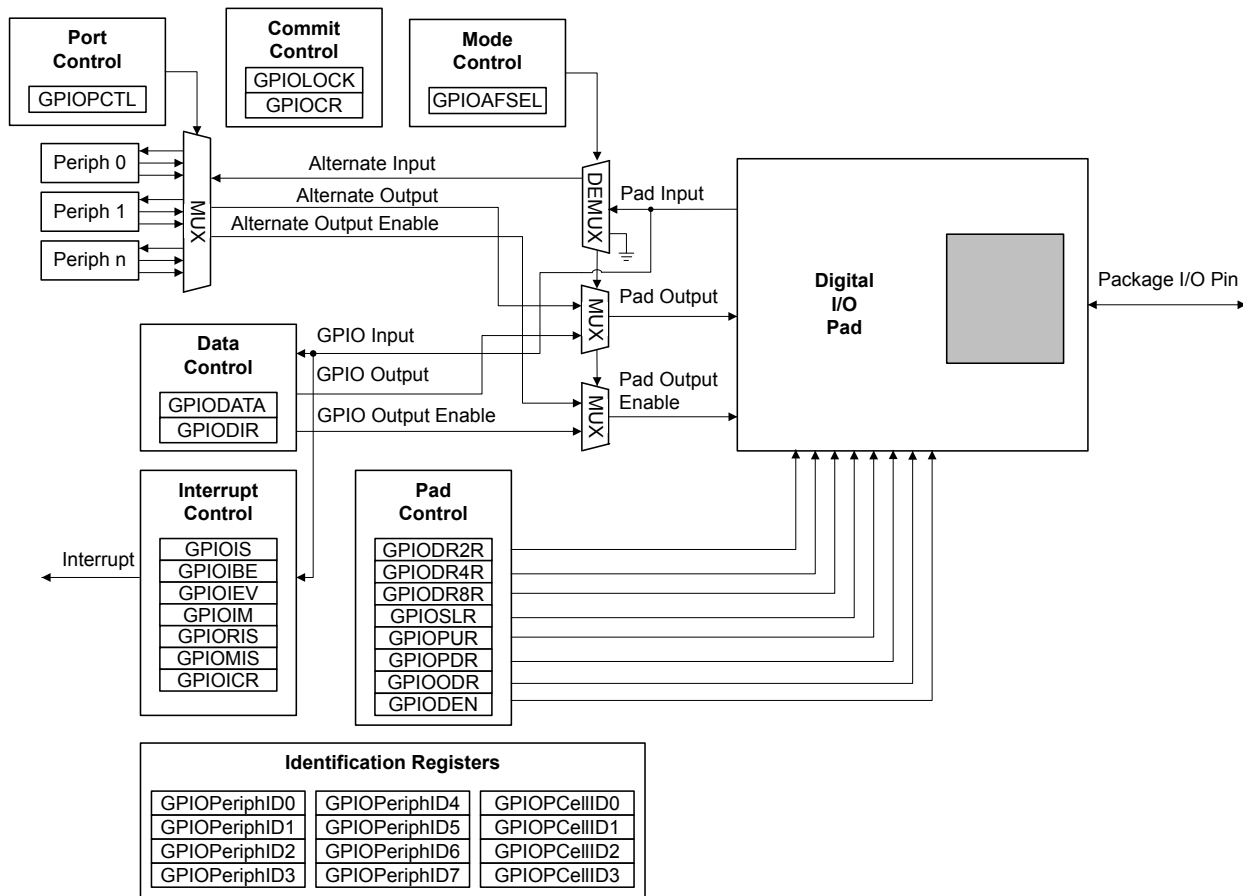 Port
Control
GPIOPCTL
Commit
Control
GPIOLOCK
GPIOCR
Mode
Control
GPIOAFSEL
Periph 0
Periph 1
Periph n
MUX
Alternate Input
Alternate Output
Alternate Output Enable
DEMUX
Pad Input
MUX
Pad Output
MUX
Pad Output
Enable
Digital
I/O
Pad
Package I/O Pin
Data
Control
GPIODATA
GPIODIR
GPIO Input
GPIO Output
GPIO Output Enable
Interrupt
Control
GPIOIS
GPIOIBE
GPIOIEV
GPIOIM
GPIORIS
GPIOMIS
GPIOICR
Interrupt
Pad
Control
GPIODR2R
GPIODR4R
GPIODR8R
GPIOSLR
GPIOPUR
GPIOPDR
GPIOODR
GPIODEN
Identification Registers
GPIOPeriphID0
GPIOPeriphID1
GPIOPeriphID2
GPIOPeriphID3
GPIOPeriphID4
GPIOPeriphID5
GPIOPeriphID6
GPIOPeriphID7
GPIOPCellID0
GPIOPCellID1
GPIOPCellID2
GPIOPCellID3